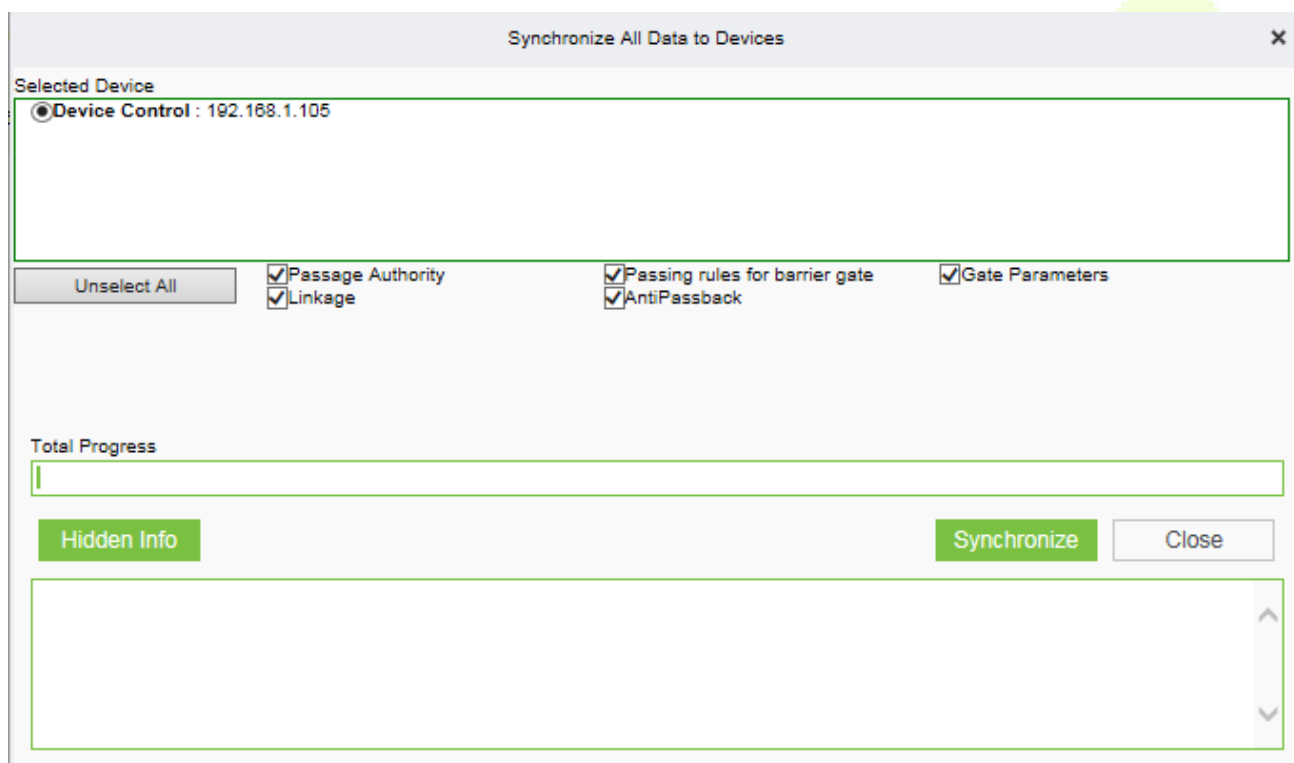 Synchronize All Data to Devices
Selected Device
Device Control : 192.168.1.105
Unselect All
Passage Authority
Passing rules for barrier gate
Gate Parameters
Linkage
AntiPassback
Total Progress
Hidden Info
Synchronize
Close